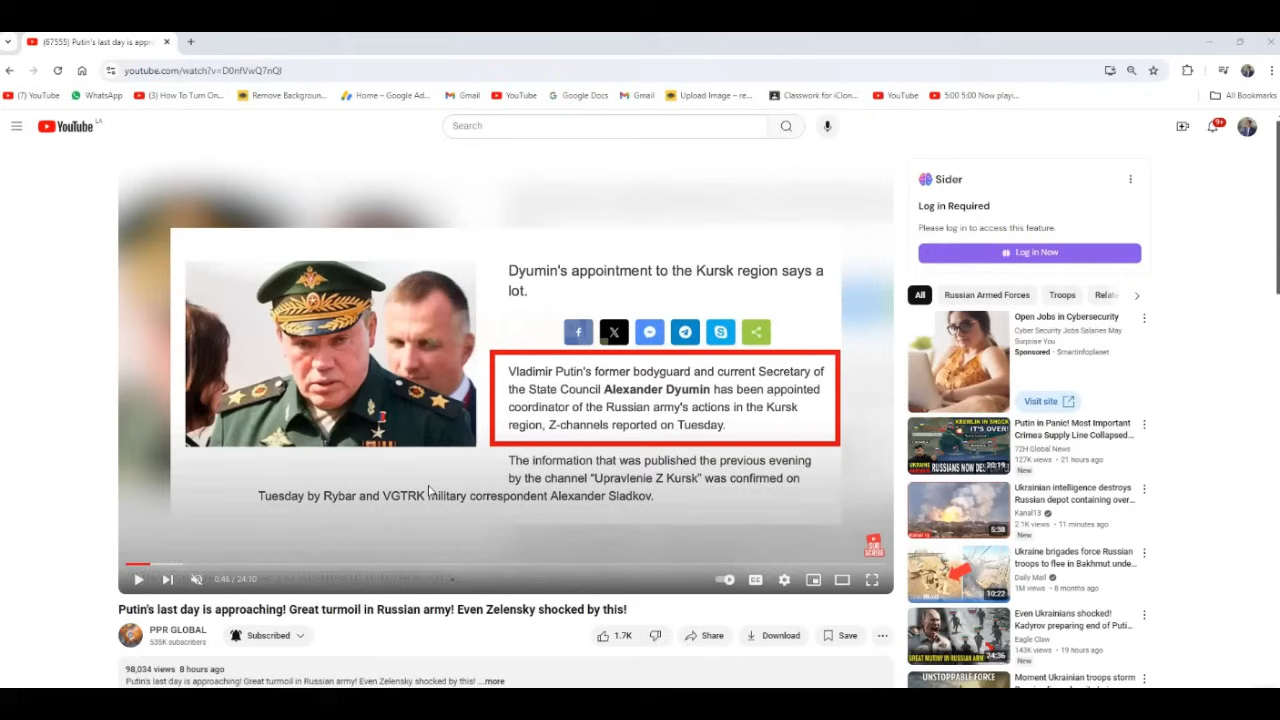 (67555) Putin's last day is appro
youtube.com/watch?v=D0nfVwQ7nQI
(7) YouTube
WhatsApp
(3) How To Turn On...
Remove Backgroun...
Home – Google Ad...
Gmail
YouTube
Google Docs
Gmail
Upload Image – re...
Classwork for iClon...
YouTube
5:00 5:00 Now playi...
All Bookmarks
YouTube LA
Search
9+
Dyumin's appointment to the Kursk region says a
lot.
Vladimir Putin's former bodyguard and current Secretary of
the State Council Alexander Dyumin has been appointed
coordinator of the Russian army's actions in the Kursk
region, Z-channels reported on Tuesday.
The information that was published the previous evening
by the channel “Upravlenie Z Kursk” was confirmed on
Tuesday by Rybar and VGTRK military correspondent Alexander Sladkov.
SUB
SCRIBE
0:46 / 24:10
CC
Putin's last day is approaching! Great turmoil in Russian army! Even Zelensky shocked by this!
PPR GLOBAL
535K subscribers
Subscribed
1.7K
Share
Download
Save
98,034 views 8 hours ago
Putin's last day is approaching! Great turmoil in Russian army! Even Zelensky shocked by this! ...more
Sider
Log in Required
Please log in to access this feature.
Log in Now
All
Russian Armed Forces
Troops
Relate
Open Jobs in Cybersecurity
Cyber Security Jobs Salaries May
Surprise You
Sponsored · Smartinfoplanet
Visit site
KREMLIN IN SHOCK
IT'S OVER!
RUSSIANS NOW
20:19
Putin in Panic! Most Important
Crimea Supply Line Collapsed...
72H Global News
127K views · 21 hours ago
New
5:38
Ukrainian intelligence destroys
Russian depot containing over...
Kanal13
2.1K views · 11 minutes ago
New
10:22
Ukraine brigades force Russian
troops to flee in Bakhmut unde...
Daily Mail
1M views · 8 months ago
GREAT MUTINY IN RUSSIAN ARM
24:36
Even Ukrainians shocked!
Kadyrov preparing end of Puti...
Eagle Claw
143K views · 19 hours ago
New
UNSTOPPABLE FORCE
Moment Ukrainian troops storm